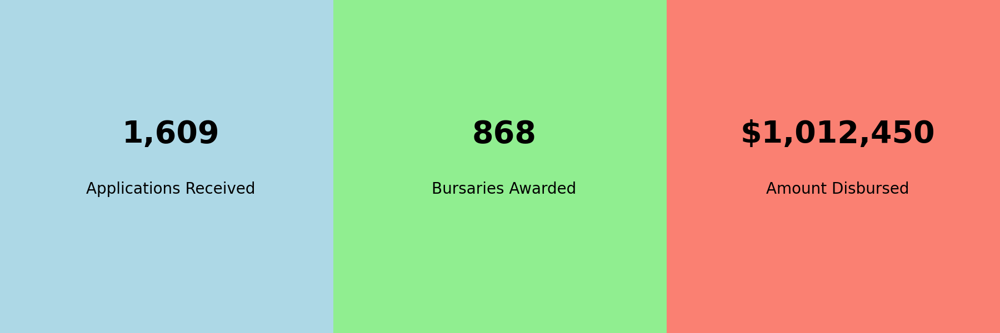 1,609
Applications Received
868
Bursaries Awarded
$1,012,450
Amount Disbursed